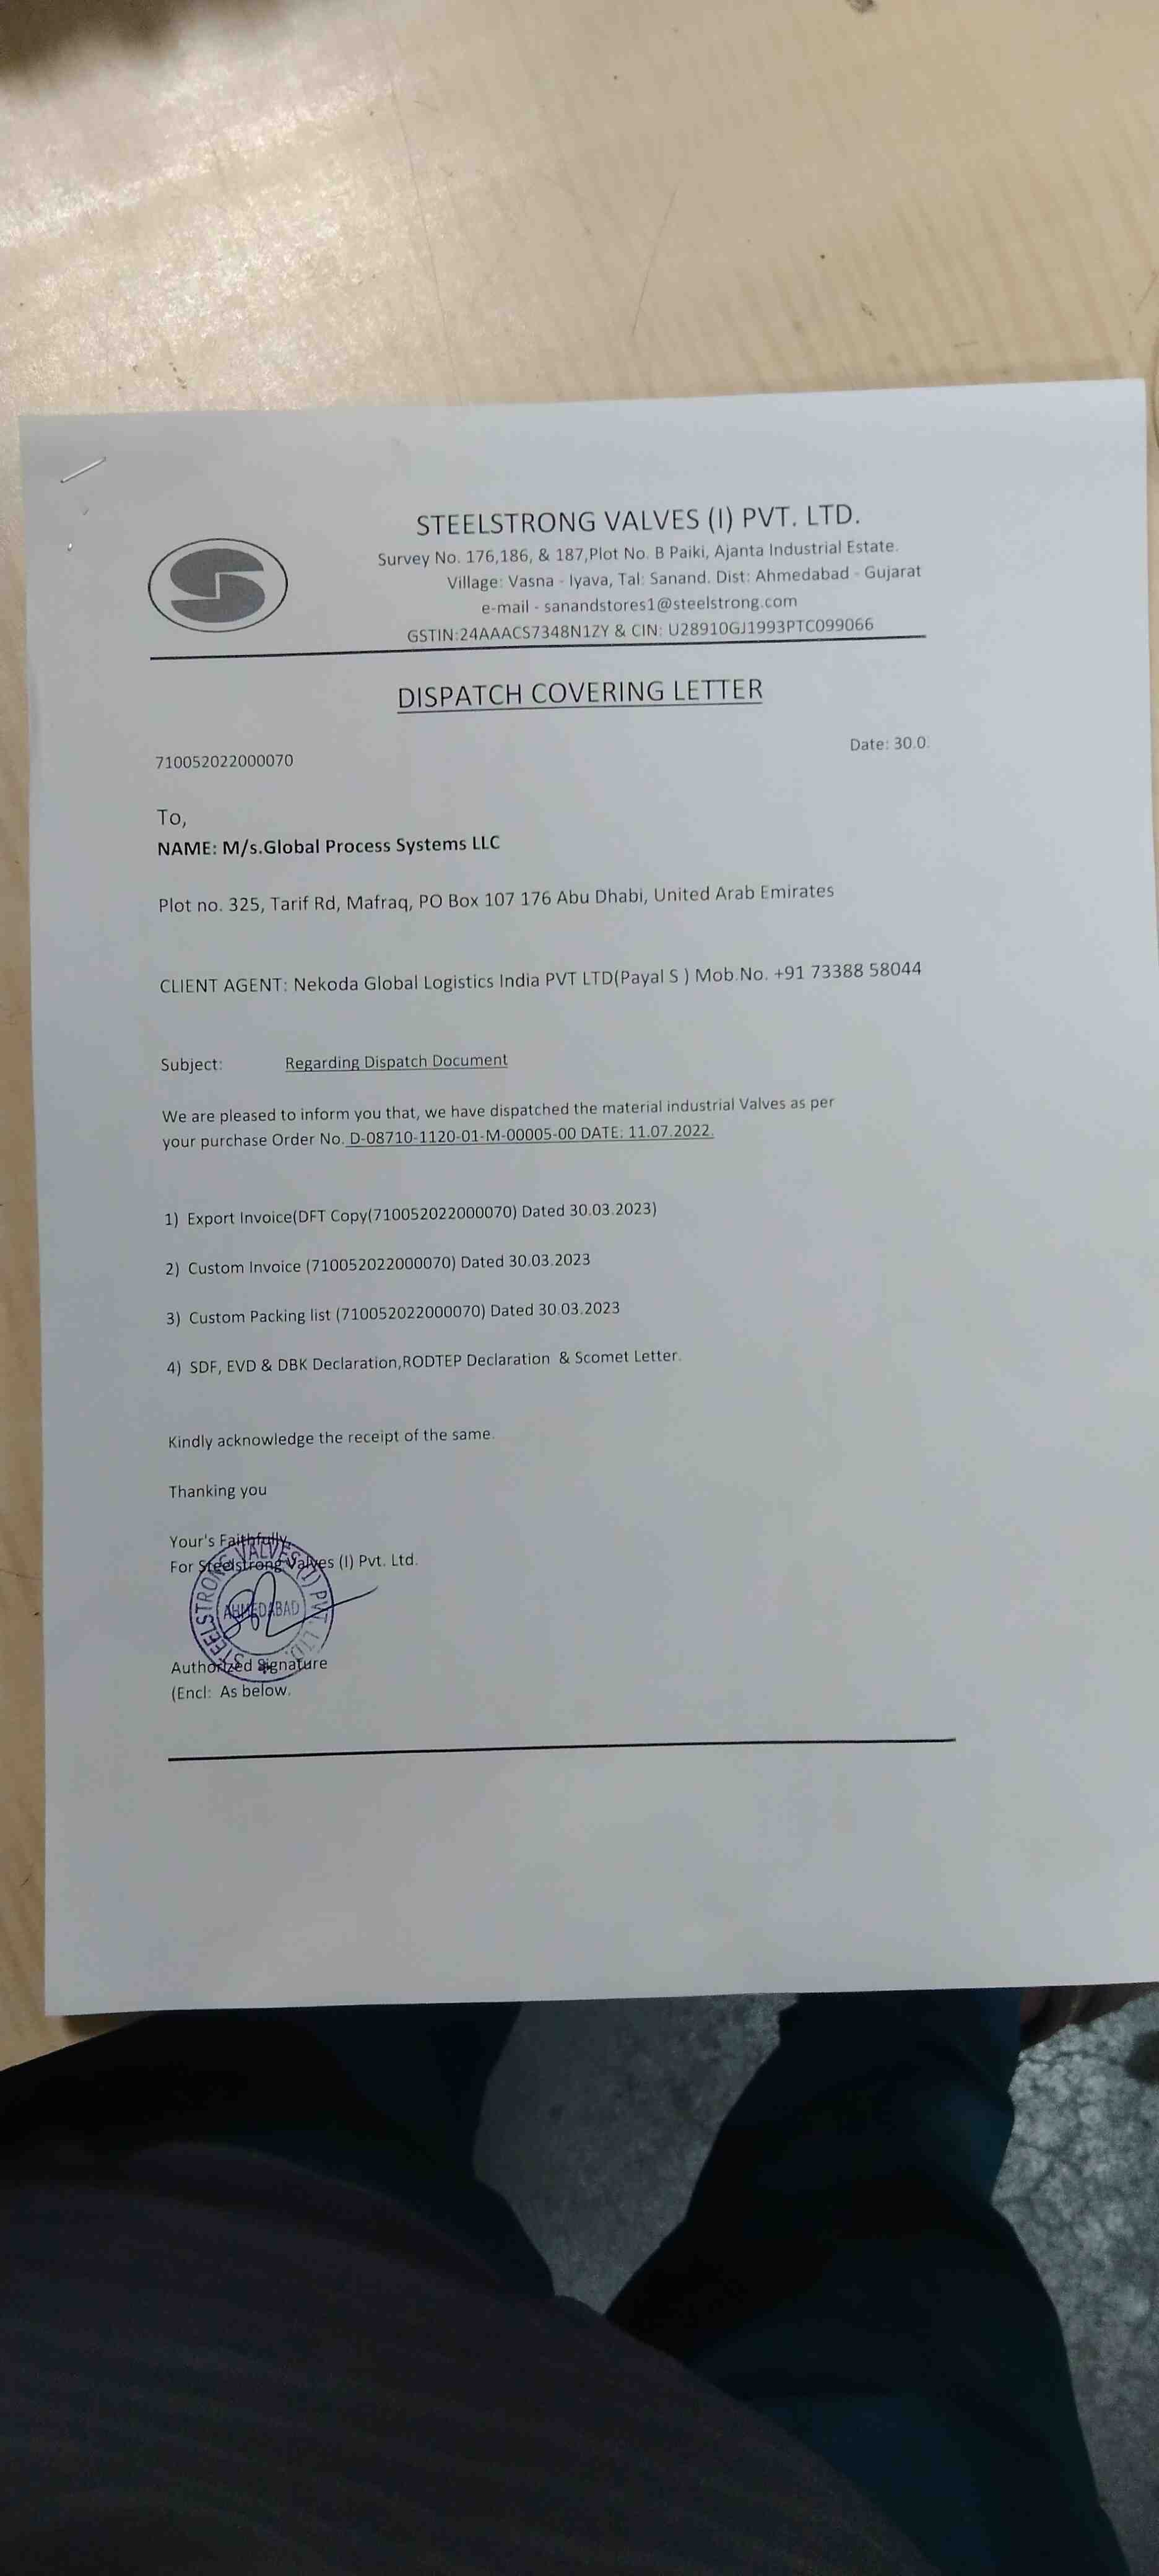 STEELSTRONG VALVES (I) PVT. LTD.
Survey No. 176,186, & 187,Plot No. B Paiki, Ajanta Industrial Estate.
Village: Vasna - Iyava, Tal: Sanand. Dist: Ahmedabad - Gujarat
e-mail - sanandstores1@steelstrong.com
GSTIN:24AAACS7348N1ZY & CIN: U28910GJ1993PTC099066
DISPATCH COVERING LETTER
710052022000070
Date: 30.0.
To,
NAME: M/s.Global Process Systems LLC
Plot no. 325, Tarif Rd, Mafraq, PO Box 107 176 Abu Dhabi, United Arab Emirates
CLIENT AGENT: Nekoda Global Logistics India PVT LTD(Payal S ) Mob.No. +91 73388 58044
Subject: Regarding Dispatch Document
We are pleased to inform you that, we have dispatched the material industrial Valves as per
your purchase Order No. D-08710-1120-01-M-00005-00 DATE: 11.07.2022.
1) Export Invoice(DFT Copy(710052022000070) Dated 30.03.2023)
2) Custom Invoice (710052022000070) Dated 30.03.2023
3) Custom Packing list (710052022000070) Dated 30.03.2023
4) SDF, EVD & DBK Declaration,RODTEP Declaration & Scomet Letter.
Kindly acknowledge the receipt of the same.
Thanking you
Your's Faithfully,
For Steelstrong Valves (I) Pvt. Ltd.
STEELSTRONG VALVES (I) PVT. LTD.
AHMEDABAD
Authorized Signature
(Encl: As below.